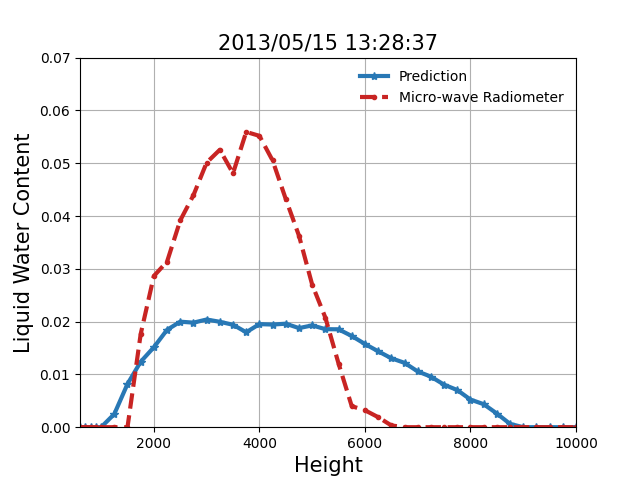 2013/05/15 13:28:37
0.07
0.06
0.05
0.04
0.03
0.02
0.01
0.00
Liquid Water Content
Prediction
Micro-wave Radiometer
2000 4000 6000 8000 10000
Height